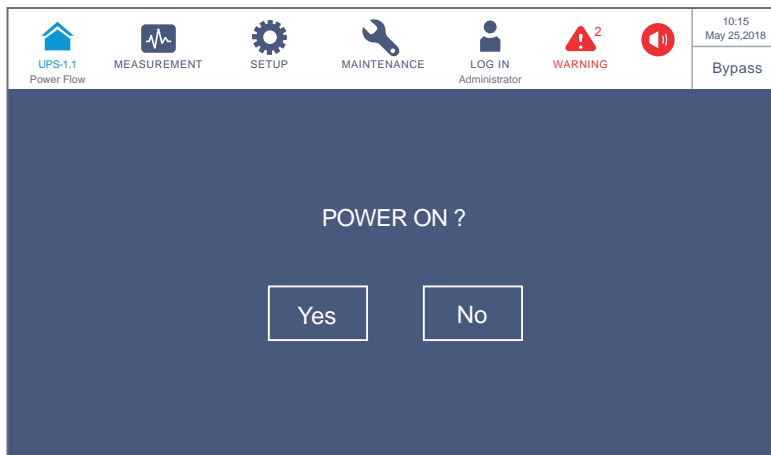 UPS-1.1
Power Flow
MEASUREMENT
SETUP
MAINTENANCE
LOG IN
Administrator
2
WARNING
10:15
May 25,2018
Bypass
POWER ON ?
Yes
No